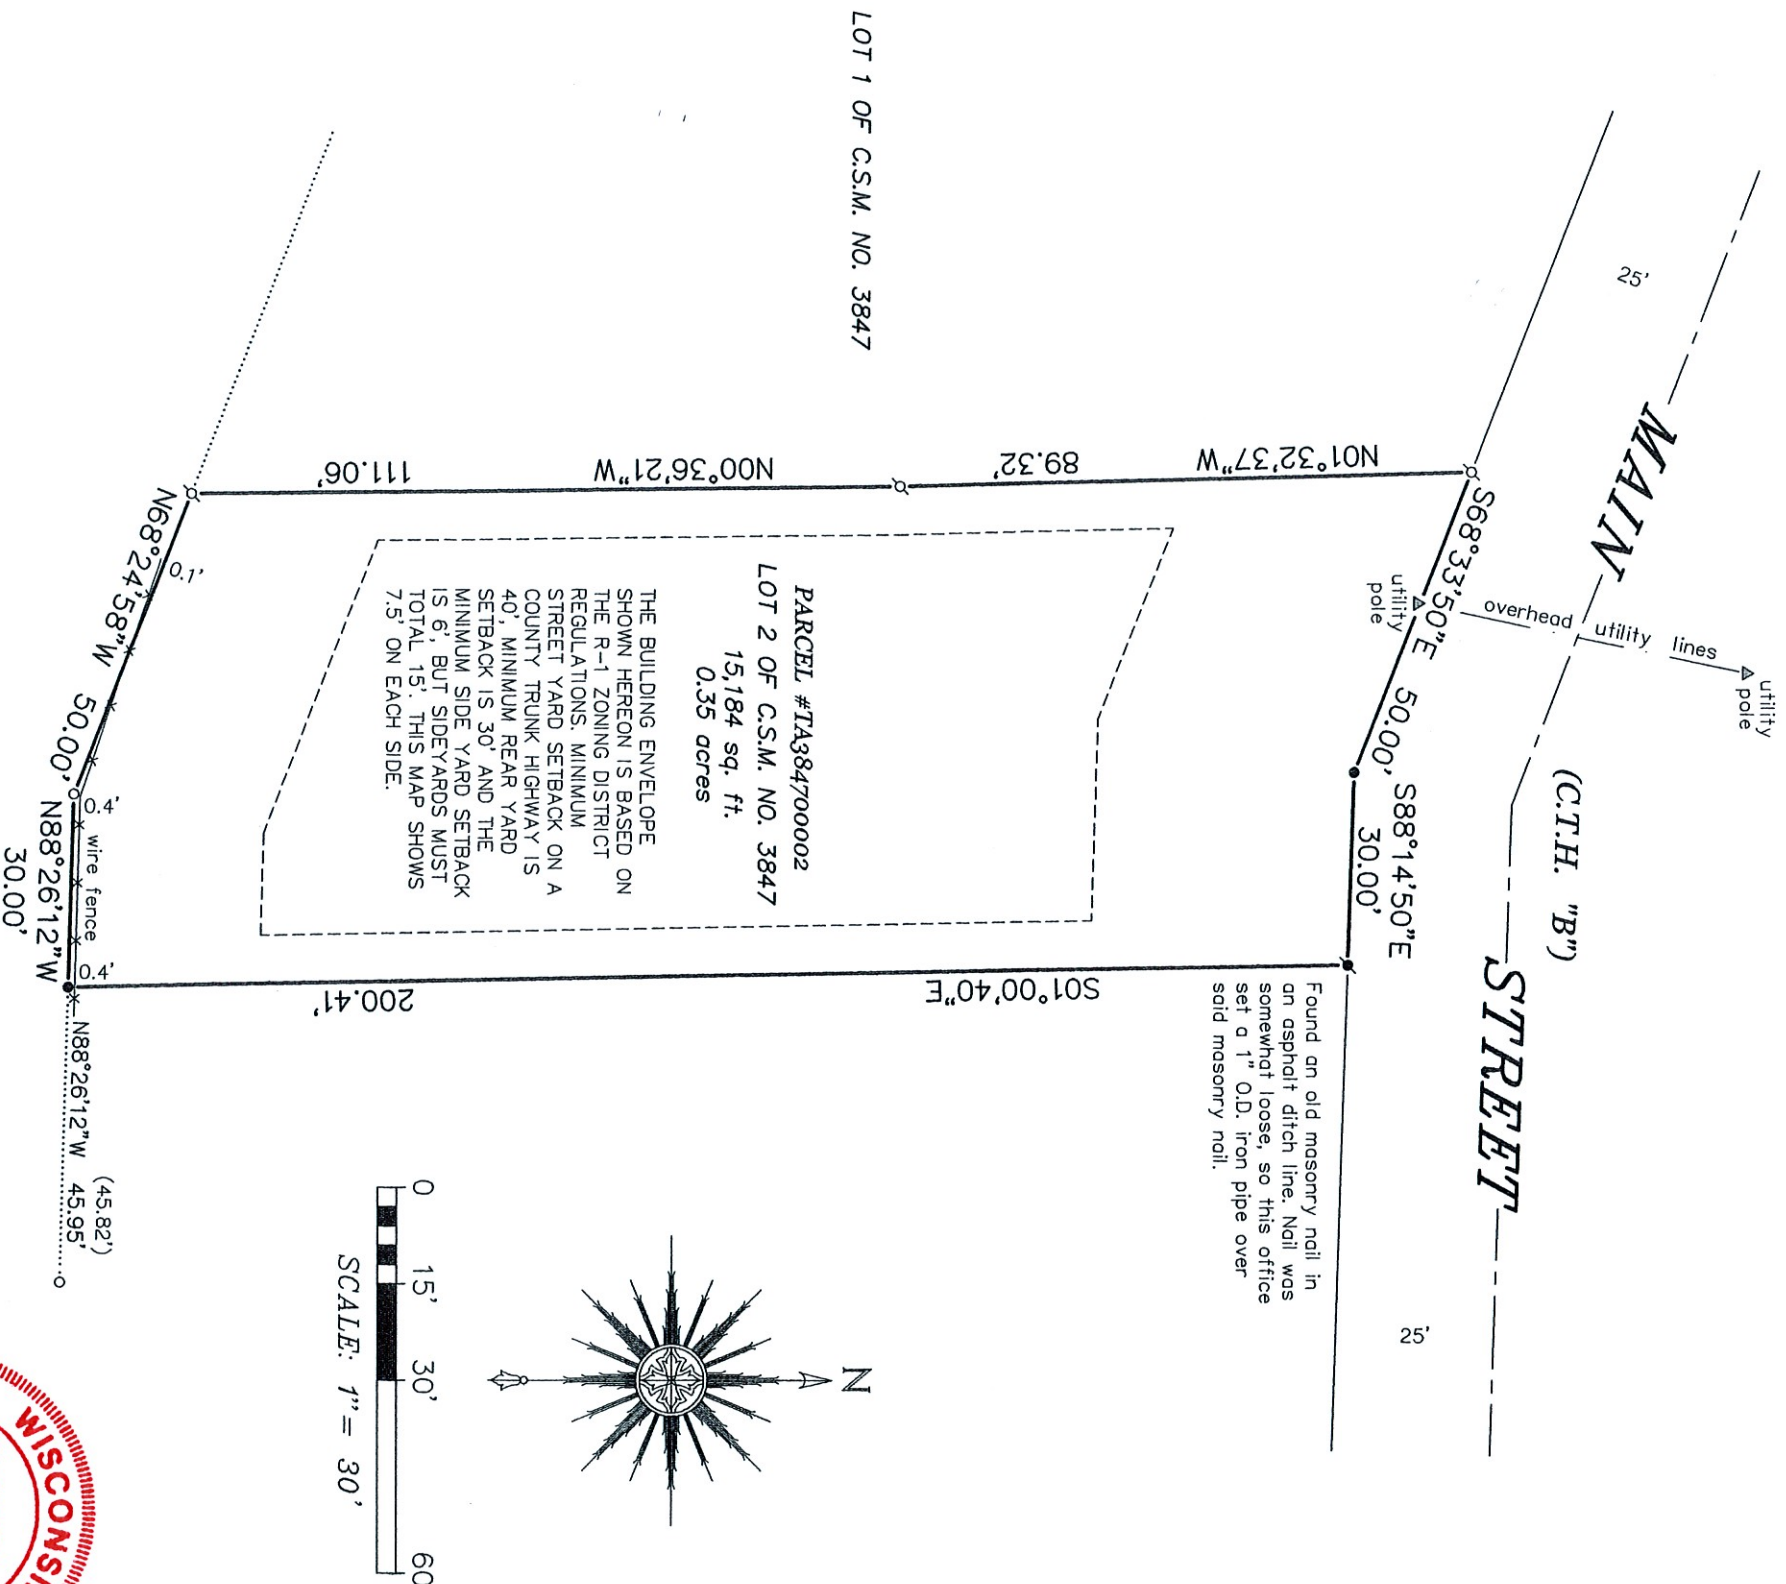 LOT 1 OF C.S.M. NO. 3847
25'
MAIN
(C.T.H. "B")
STREET
utility
pole
overhead utility lines
utility
pole
S68°33'50"E 50.00'
S88°14'50"E
30.00'
N01°32'37"W
89.32'
N00°36'21"W
111.06'
PARCEL #TA384700002
LOT 2 OF C.S.M. NO. 3847
15,184 sq. ft.
0.35 acres
THE BUILDING ENVELOPE
SHOWN HEREON IS BASED ON
THE R-1 ZONING DISTRICT
REGULATIONS. MINIMUM
STREET YARD SETBACK ON A
COUNTY TRUNK HIGHWAY IS
40', MINIMUM REAR YARD
SETBACK IS 30' AND THE
MINIMUM SIDE YARD SETBACK
IS 6', BUT SIDEYARDS MUST
TOTAL 15'. THIS MAP SHOWS
7.5' ON EACH SIDE.
S01°00'40"E
200.41'
Found an old masonry nail in
an asphalt ditch line. Nail was
somewhat loose, so this office
set a 1" O.D. iron pipe over
said masonry nail.
25'
0.1'
N68°24'58"W 50.00'
0.4'
wire fence
0.4'
N88°26'12"W
30.00'
(45.82')
N88°26'12"W 45.95'
N
0 15' 30' 60
SCALE: 1"= 30'